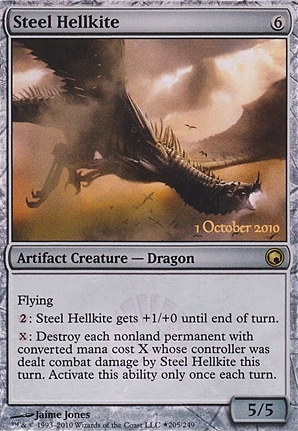 Steel Hellkite 6
1 October 2010
Artifact Creature — Dragon
Flying
2: Steel Hellkite gets +1/+0 until end of turn.
X: Destroy each nonland permanent with
converted mana cost X whose controller was
dealt combat damage by Steel Hellkite this
turn. Activate this ability only once each turn.
5/5
Jaime Jones
™ & © 1993–2010 Wizards of the Coast LLC ★205/249